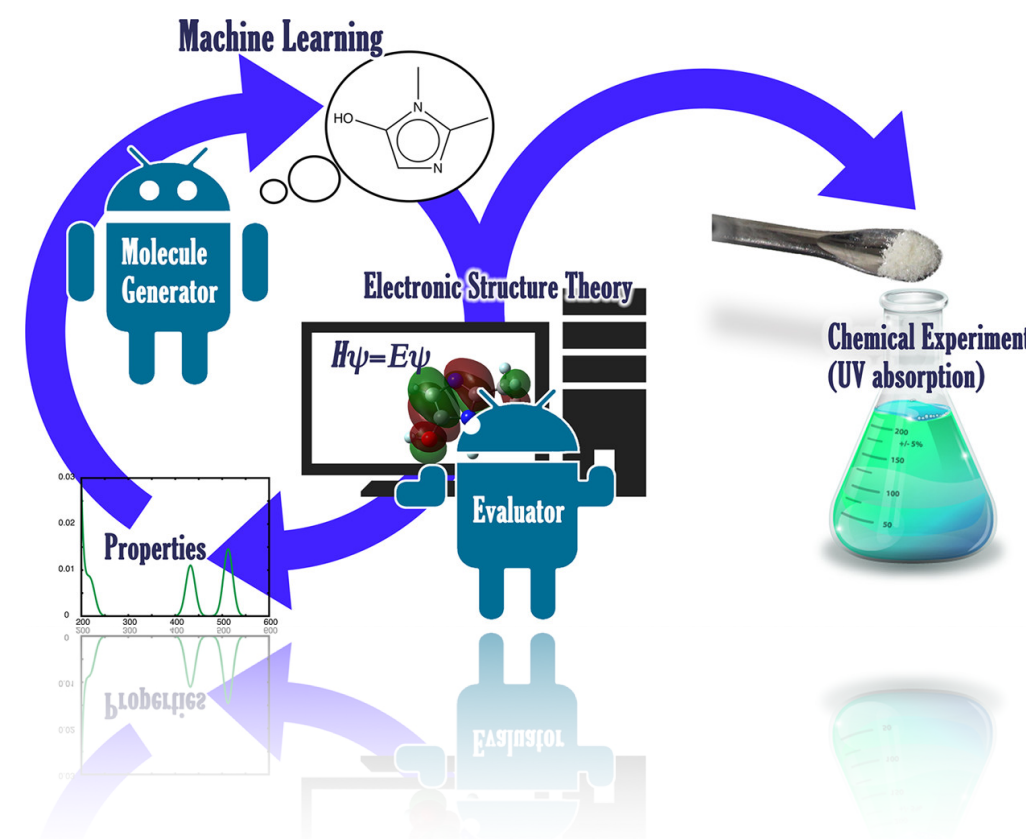 Machine Learning
N
HO
N
Molecule
Generator
Electronic Structure Theory
Hψ=Eψ
Chemical Experiment
(UV absorption)
200
+/- 5%
150
100
50
Evaluator
Properties
0.03
0.02
0.01
0
200 300 400 500 600